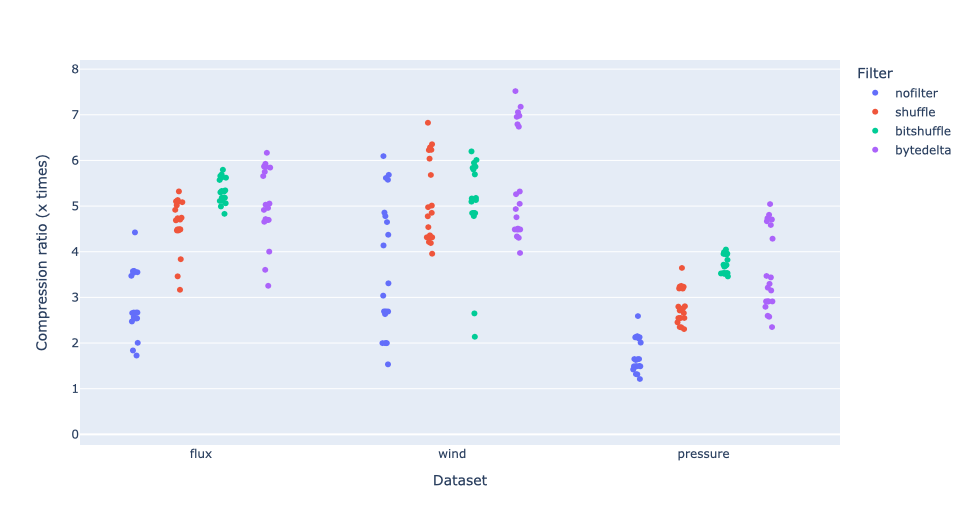 Compression ratio (x times)
8
7
6
5
4
3
2
1
0
flux
wind
pressure
Dataset
Filter
nofilter
shuffle
bitshuffle
bytedelta